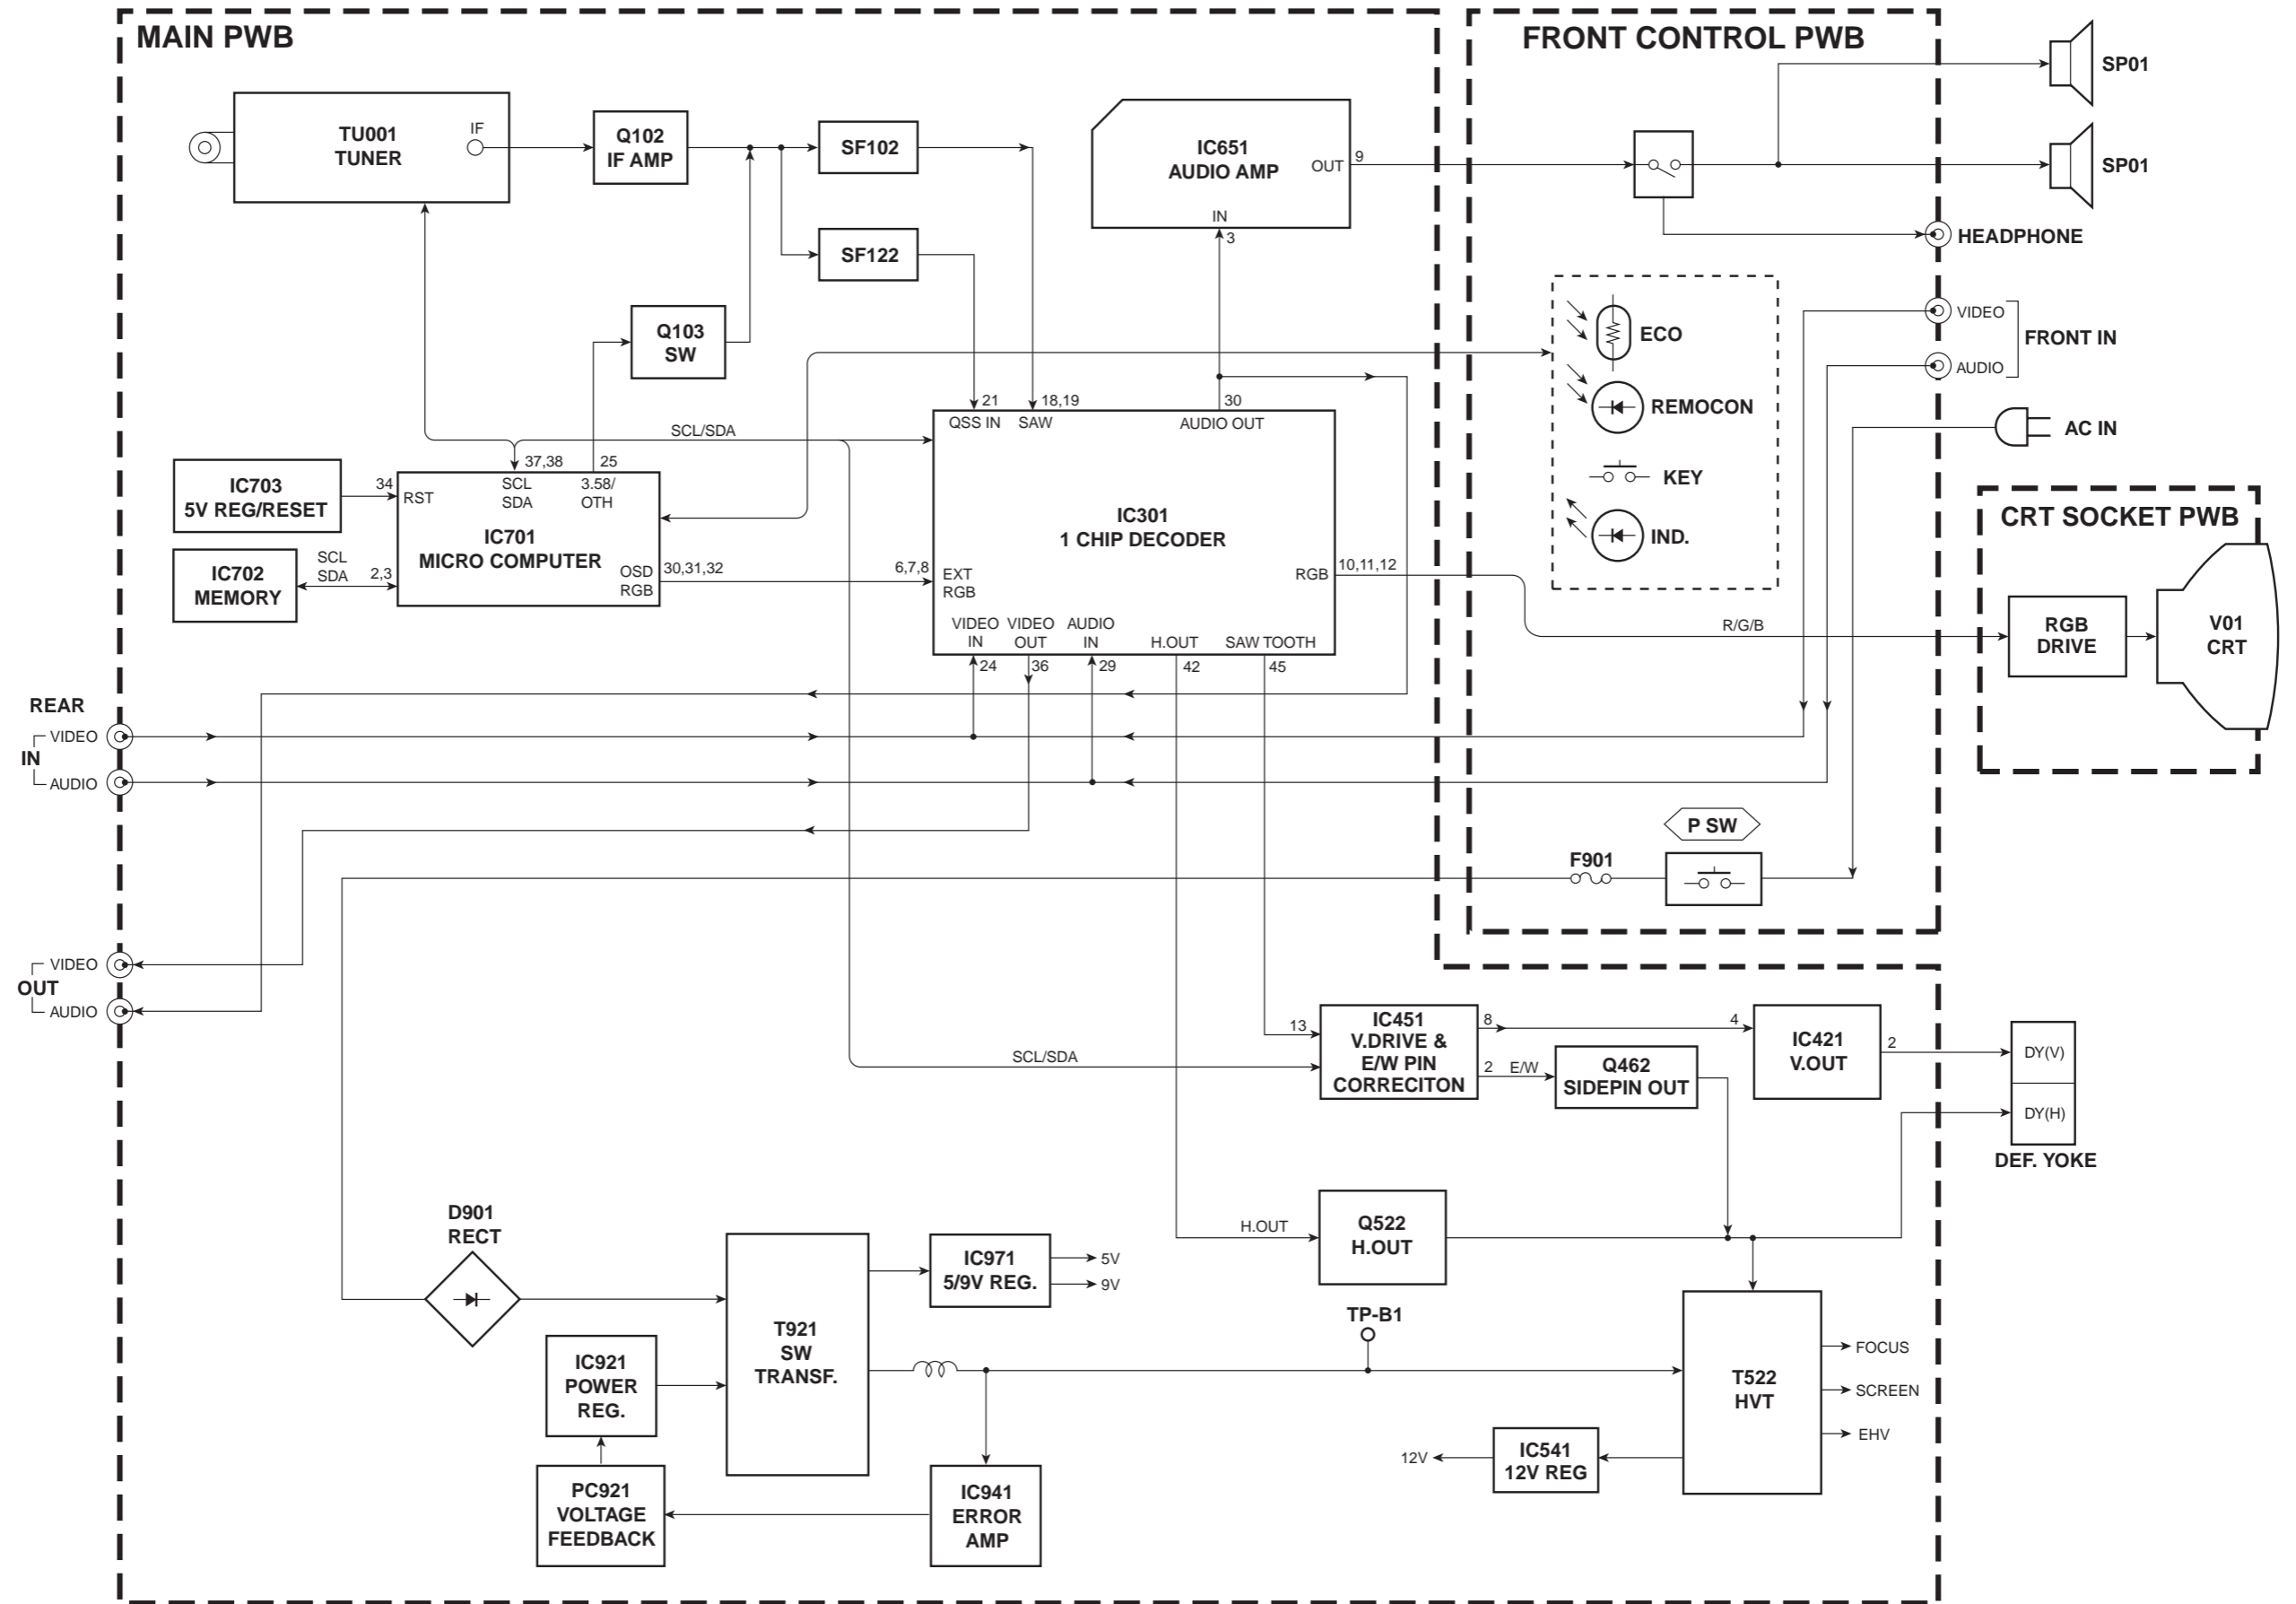 MAIN PWB
FRONT CONTROL PWB
SP01
TU001
TUNER
IF
Q102
IF AMP
SF102
IC651
AUDIO AMP
OUT
9
IN
3
SP01
SF122
HEADPHONE
Q103
SW
ECO
VIDEO
FRONT IN
AUDIO
REMOCON
AC IN
KEY
IND.
SCL/SDA
21
18,19
30
QSS IN
SAW
AUDIO OUT
IC301
1 CHIP DECODER
RGB
10,11,12
6,7,8
EXT
RGB
VIDEO
IN
VIDEO
OUT
AUDIO
IN
H.OUT
SAW TOOTH
24
36
29
42
45
IC703
5V REG/RESET
34
RST
37,38
25
SCL
SDA
3.58/
OTH
IC701
MICRO COMPUTER
OSD
RGB
30,31,32
IC702
MEMORY
SCL
SDA
2,3
CRT SOCKET PWB
R/G/B
RGB
DRIVE
V01
CRT
REAR
VIDEO
IN
AUDIO
P SW
F901
VIDEO
OUT
AUDIO
SCL/SDA
13
IC451
V.DRIVE &
E/W PIN
CORRECITON
8
4
2
E/W
Q462
SIDEPIN OUT
IC421
V.OUT
2
DY(V)
DY(H)
DEF. YOKE
H.OUT
Q522
H.OUT
D901
RECT
T921
SW
TRANSF.
IC971
5/9V REG.
5V
9V
TP-B1
IC921
POWER
REG.
T522
HVT
FOCUS
SCREEN
EHV
12V
IC541
12V REG
PC921
VOLTAGE
FEEDBACK
IC941
ERROR
AMP